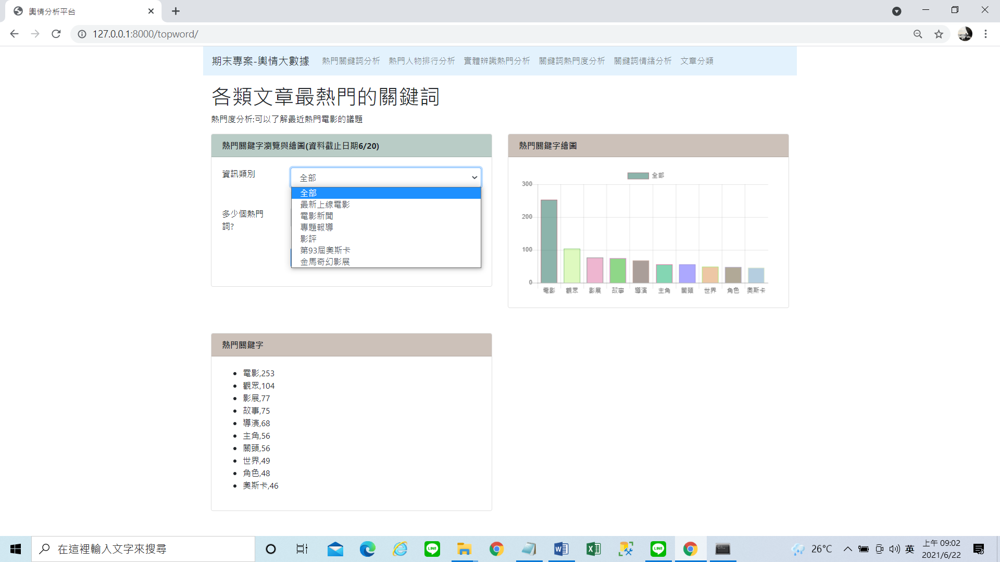 輿情分析平台
127.0.0.1:8000/topword/
期末專案-輿情大數據 熱門關鍵詞分析 熱門人物排行分析 實體辨識熱門分析 關鍵詞熱門度分析 關鍵詞情緒分析 文章分類
各類文章最熱門的關鍵詞
熱門度分析:可以了解最近熱門電影的議題
熱門關鍵字瀏覽與繪圖(資料截止日期6/20)
資訊類別
全部
全部
最新上線電影
電影新聞
專題報導
影評
第93屆奧斯卡
金馬奇幻影展
多少個熱門
詞?
熱門關鍵字繪圖
全部
300
200
100
0
電影 觀眾 影展 故事 導演 主角 關頭 世界 角色 奧斯卡
熱門關鍵字
電影,253
觀眾,104
影展,77
故事,75
導演,68
主角,56
關頭,56
世界,49
角色,48
奧斯卡,46
在這裡輸入文字來搜尋
26°C
英
上午 09:02
2021/6/22